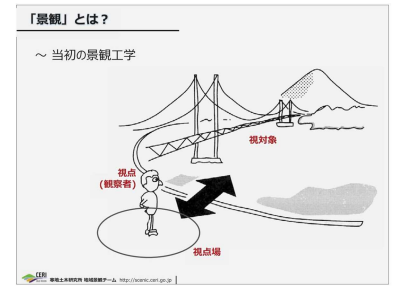 「景観」とは？
～ 当初の景観工学
視対象
視点
(観察者)
視点場
CERI
寒地土木研究所 地域景観チーム http://scenic.ceri.go.jp